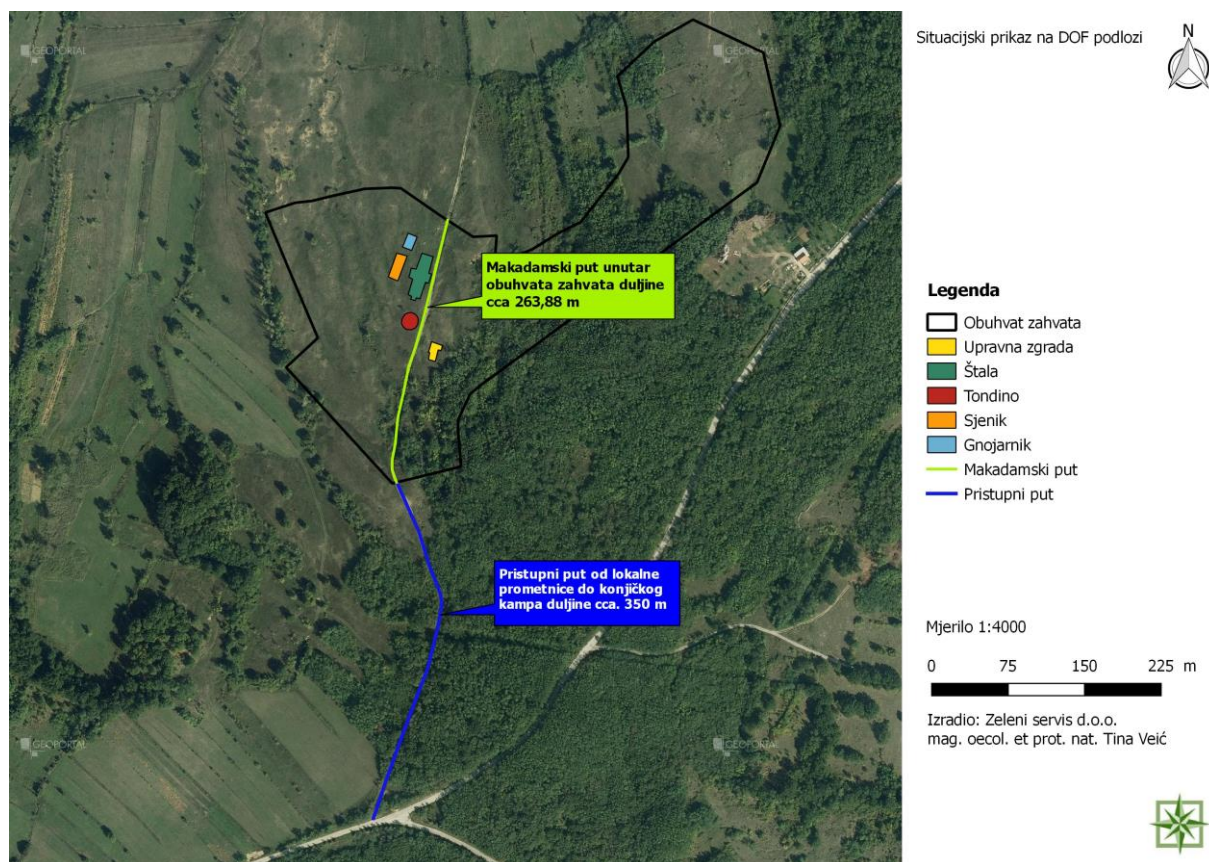 GEOPORTAL
GEOPORTAL
Situacijski prikaz na DOF podlozi
N
Makadamski put unutar
obuhvata zahvata duljine
cca 263,88 m
Legenda
Obuhvat zahvata
Upravna zgrada
Štala
Tondino
Sjenik
Gnojarnik
Makadamski put
Pristupni put
Pristupni put od lokalne
prometnice do konjičkog
kampa duljine cca. 350 m
Mjerilo 1:4000
0 75 150 225 m
Izradio: Zeleni servis d.o.o.
mag. oecol. et prot. nat. Tina Veić
GEOPORTAL
GEOPORTAL